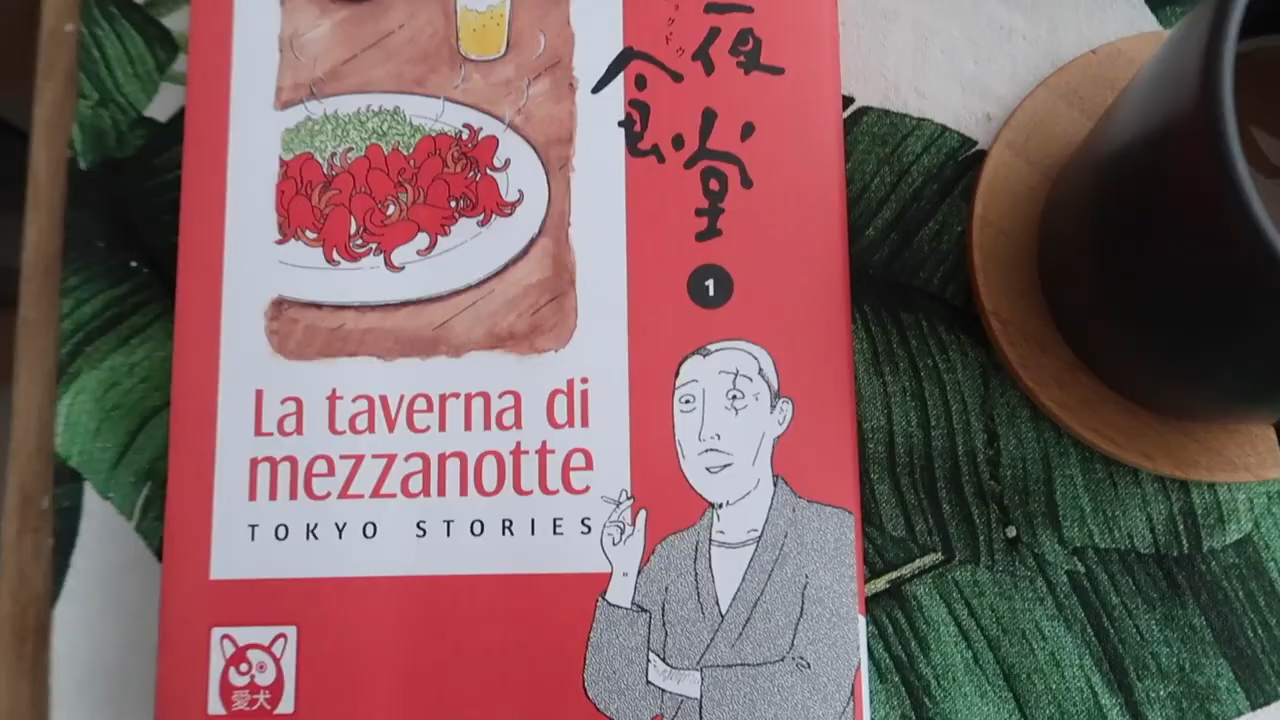 夜
食
堂
1
La taverna di
mezzanotte
TOKYO STORIES
愛犬